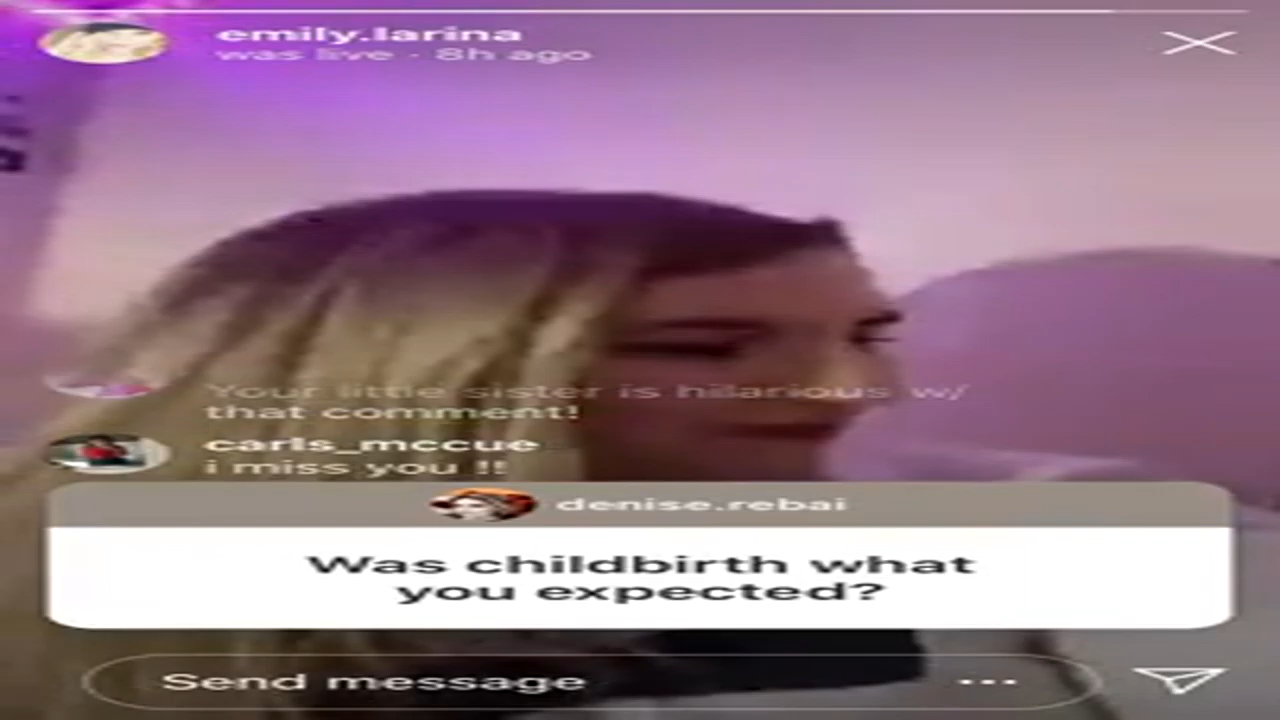 emily.larina
was live · 8h ago
Your little sister is hilarious w/
that comment!
carls_mccue
i miss you !!
denise.rebai
Was childbirth what
you expected?
Send message